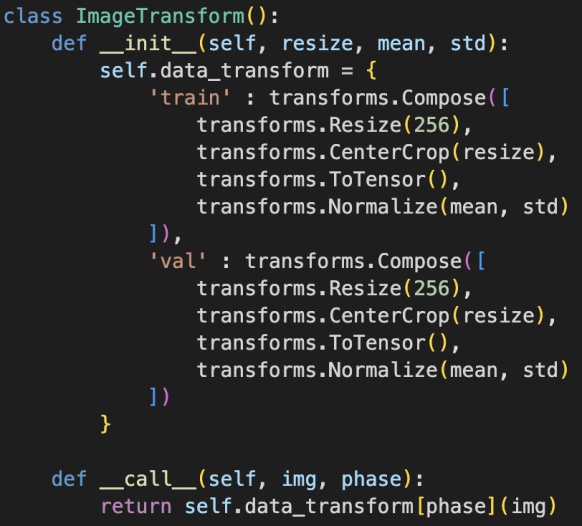 class ImageTransform():
    def __init__(self, resize, mean, std):
        self.data_transform = {
            'train' : transforms.Compose([
                transforms.Resize(256),
                transforms.CenterCrop(resize),
                transforms.ToTensor(),
                transforms.Normalize(mean, std)
            ]),
            'val' : transforms.Compose([
                transforms.Resize(256),
                transforms.CenterCrop(resize),
                transforms.ToTensor(),
                transforms.Normalize(mean, std)
            ])
        }

    def __call__(self, img, phase):
        return self.data_transform[phase](img)